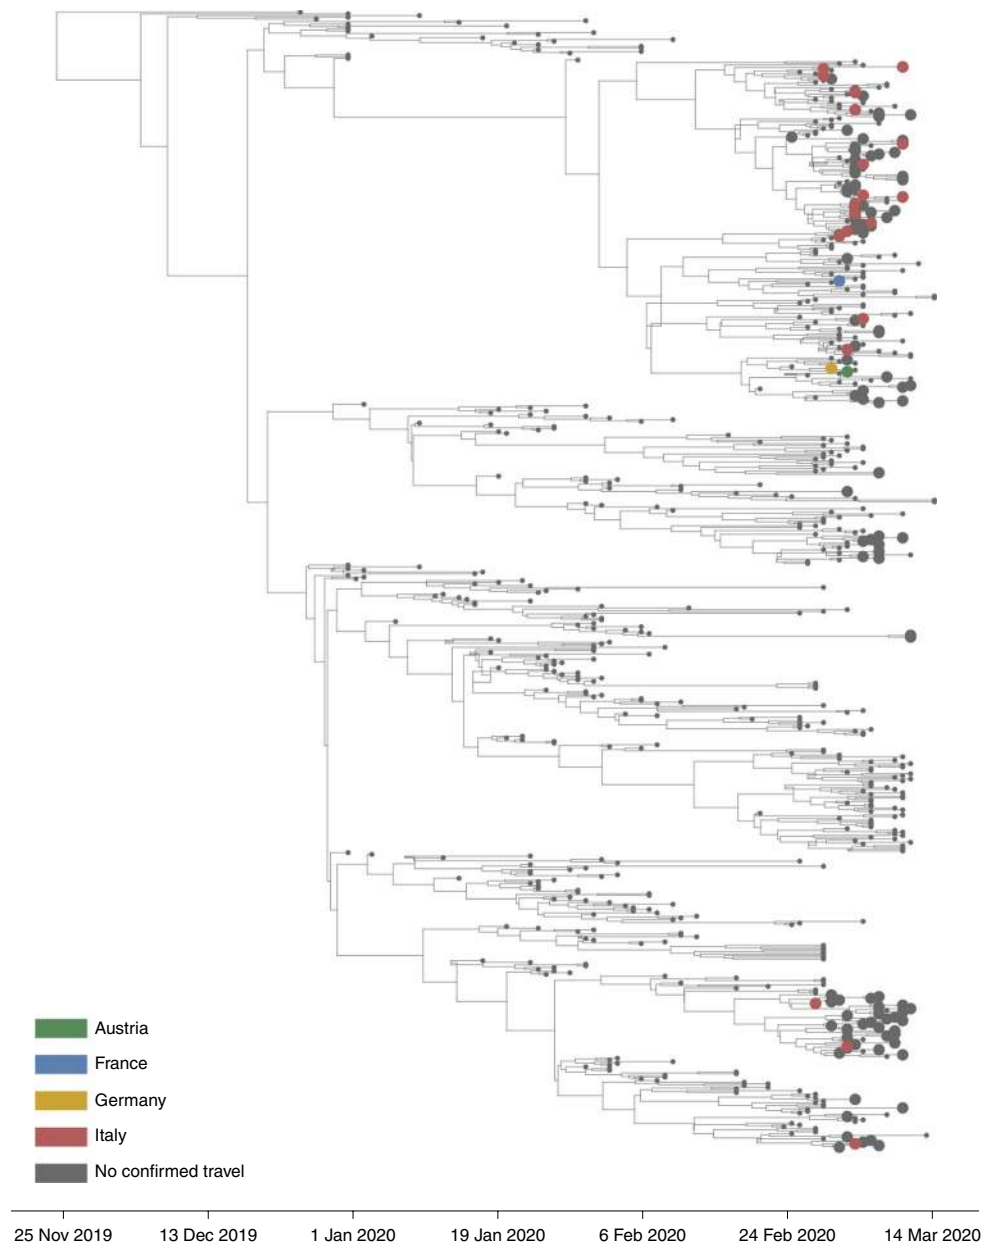 Austria
France
Germany
Italy
No confirmed travel
25 Nov 2019 13 Dec 2019 1 Jan 2020 19 Jan 2020 6 Feb 2020 24 Feb 2020 14 Mar 2020